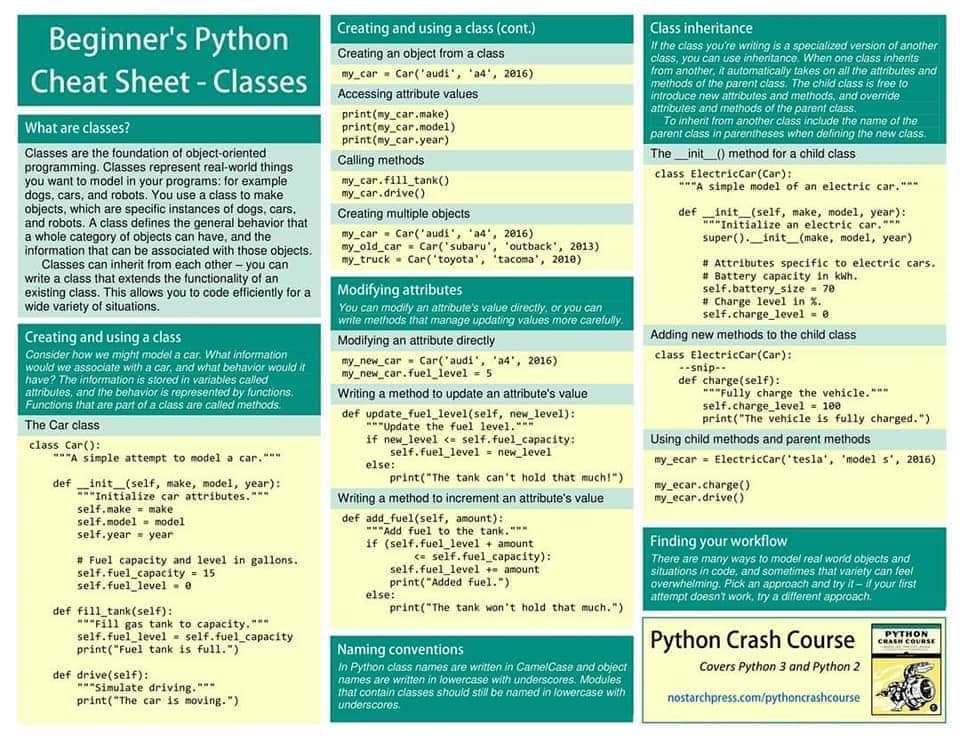 Beginner's Python
Cheat Sheet - Classes
What are classes?
Classes are the foundation of object-oriented
programming. Classes represent real-world things
you want to model in your programs: for example
dogs, cars, and robots. You use a class to make
objects, which are specific instances of dogs, cars,
and robots. A class defines the general behavior that
a whole category of objects can have, and the
information that can be associated with those objects.
Classes can inherit from each other – you can
write a class that extends the functionality of an
existing class. This allows you to code efficiently for a
wide variety of situations.
Creating and using a class
Consider how we might model a car. What information
would we associate with a car, and what behavior would it
have? The information is stored in variables called
attributes, and the behavior is represented by functions.
Functions that are part of a class are called methods.
The Car class
class Car():
    """A simple attempt to model a car."""

    def __init__(self, make, model, year):
        """Initialize car attributes."""
        self.make = make
        self.model = model
        self.year = year

        # Fuel capacity and level in gallons.
        self.fuel_capacity = 15
        self.fuel_level = 0

    def fill_tank(self):
        """Fill gas tank to capacity."""
        self.fuel_level = self.fuel_capacity
        print("Fuel tank is full.")

    def drive(self):
        """Simulate driving."""
        print("The car is moving.")
Creating and using a class (cont.)
Creating an object from a class
my_car = Car('audi', 'a4', 2016)
Accessing attribute values
print(my_car.make)
print(my_car.model)
print(my_car.year)
Calling methods
my_car.fill_tank()
my_car.drive()
Creating multiple objects
my_car = Car('audi', 'a4', 2016)
my_old_car = Car('subaru', 'outback', 2013)
my_truck = Car('toyota', 'tacoma', 2010)
Modifying attributes
You can modify an attribute's value directly, or you can
write methods that manage updating values more carefully.
Modifying an attribute directly
my_new_car = Car('audi', 'a4', 2016)
my_new_car.fuel_level = 5
Writing a method to update an attribute's value
def update_fuel_level(self, new_level):
    """Update the fuel level."""
    if new_level <= self.fuel_capacity:
        self.fuel_level = new_level
    else:
        print("The tank can't hold that much!")
Writing a method to increment an attribute's value
def add_fuel(self, amount):
    """Add fuel to the tank."""
    if (self.fuel_level + amount
            <= self.fuel_capacity):
        self.fuel_level += amount
        print("Added fuel.")
    else:
        print("The tank won't hold that much.")
Naming conventions
In Python class names are written in CamelCase and object
names are written in lowercase with underscores. Modules
that contain classes should still be named in lowercase with
underscores.
Class inheritance
If the class you're writing is a specialized version of another
class, you can use inheritance. When one class inherits
from another, it automatically takes on all the attributes and
methods of the parent class. The child class is free to
introduce new attributes and methods, and override
attributes and methods of the parent class.
To inherit from another class include the name of the
parent class in parentheses when defining the new class.
The __init__() method for a child class
class ElectricCar(Car):
    """A simple model of an electric car."""

    def __init__(self, make, model, year):
        """Initialize an electric car."""
        super().__init__(make, model, year)

        # Attributes specific to electric cars.
        # Battery capacity in kWh.
        self.battery_size = 70
        # Charge level in %.
        self.charge_level = 0
Adding new methods to the child class
class ElectricCar(Car):
    --snip--
    def charge(self):
        """Fully charge the vehicle."""
        self.charge_level = 100
        print("The vehicle is fully charged.")
Using child methods and parent methods
my_ecar = ElectricCar('tesla', 'model s', 2016)

my_ecar.charge()
my_ecar.drive()
Finding your workflow
There are many ways to model real world objects and
situations in code, and sometimes that variety can feel
overwhelming. Pick an approach and try it – if your first
attempt doesn't work, try a different approach.
Python Crash Course
Covers Python 3 and Python 2
nostarchpress.com/pythoncrashcourse
PYTHON
CRASH COURSE